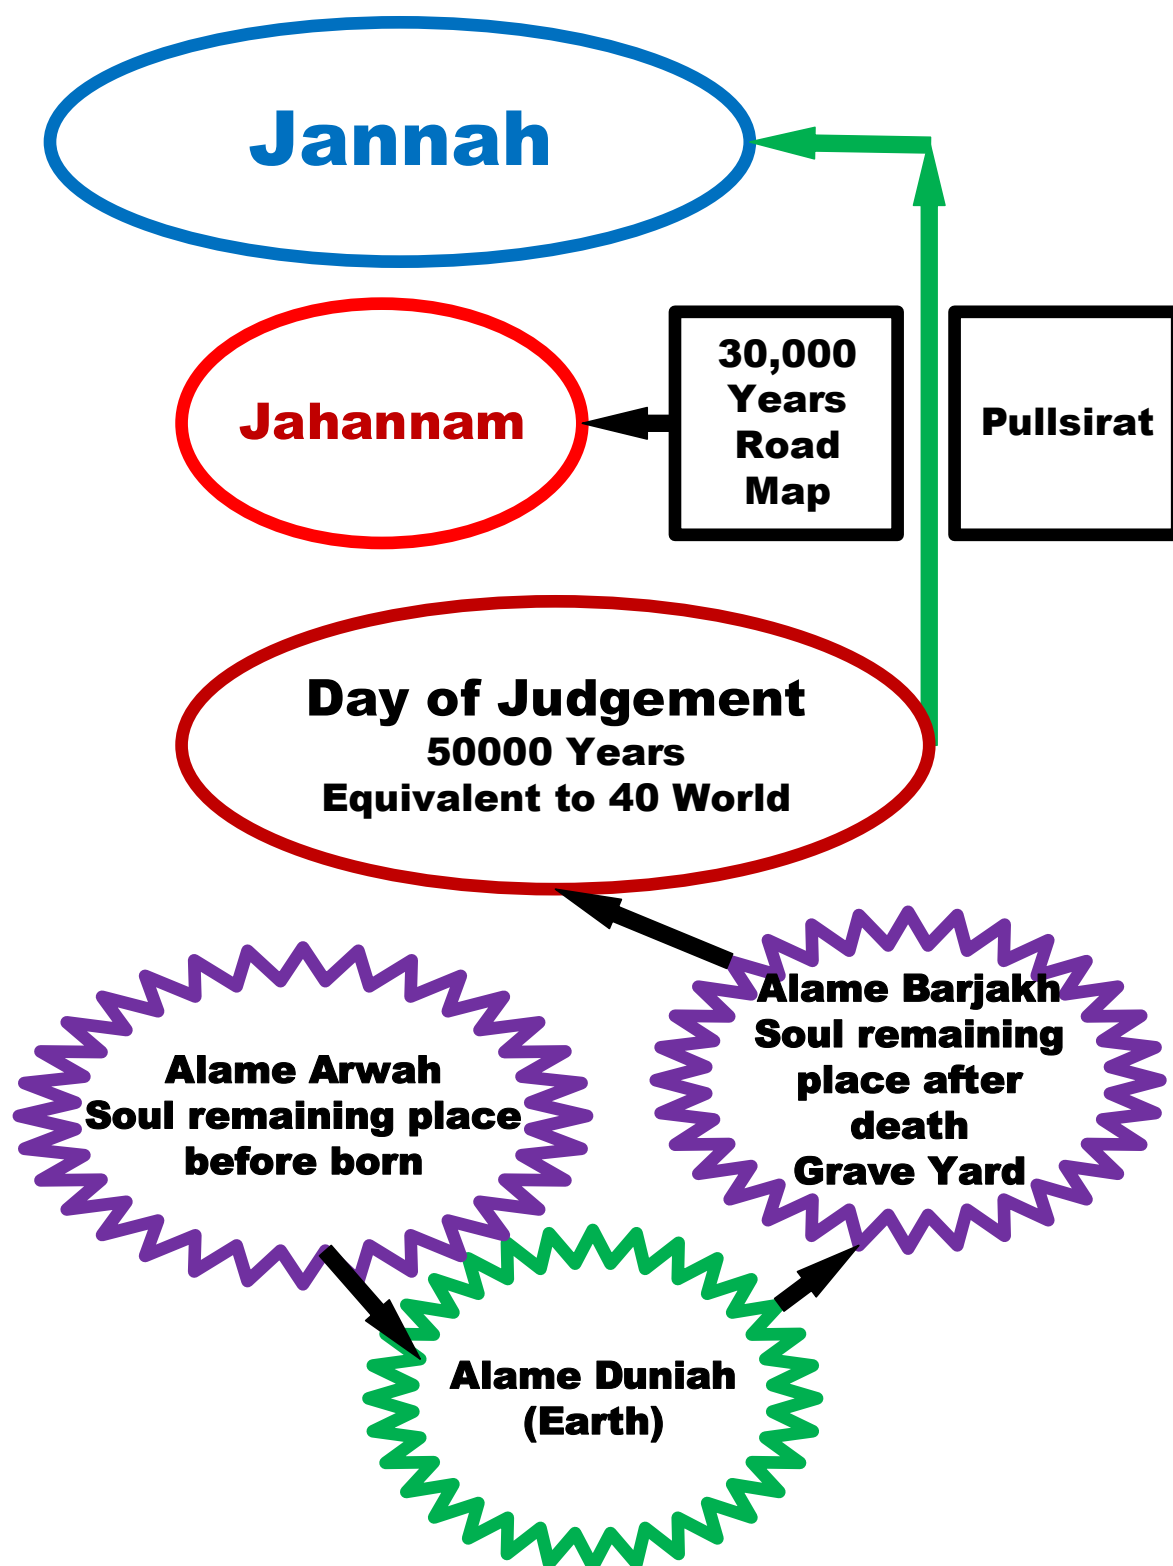 Jannah
Jahannam
30,000
Years
Road
Map
Pullsirat
Day of Judgement
50000 Years
Equivalent to 40 World
Alame Arwah
Soul remaining place
before born
Alame Barjakh
Soul remaining
place after
death
Grave Yard
Alame Duniah
(Earth)